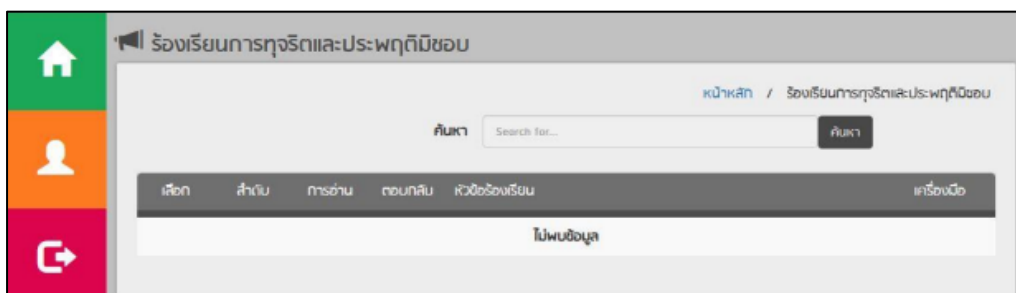 ร้องเรียนการทุจริตและประพฤติมิชอบ
หน้าหลัก / ร้องเรียนการทุจริตและประพฤติมิชอบ
ค้นหา Search for... ค้นหา
เลือก ลำดับ การอ่าน ตอบกลับ หัวข้อร้องเรียน เครื่องมือ
ไม่พบข้อมูล